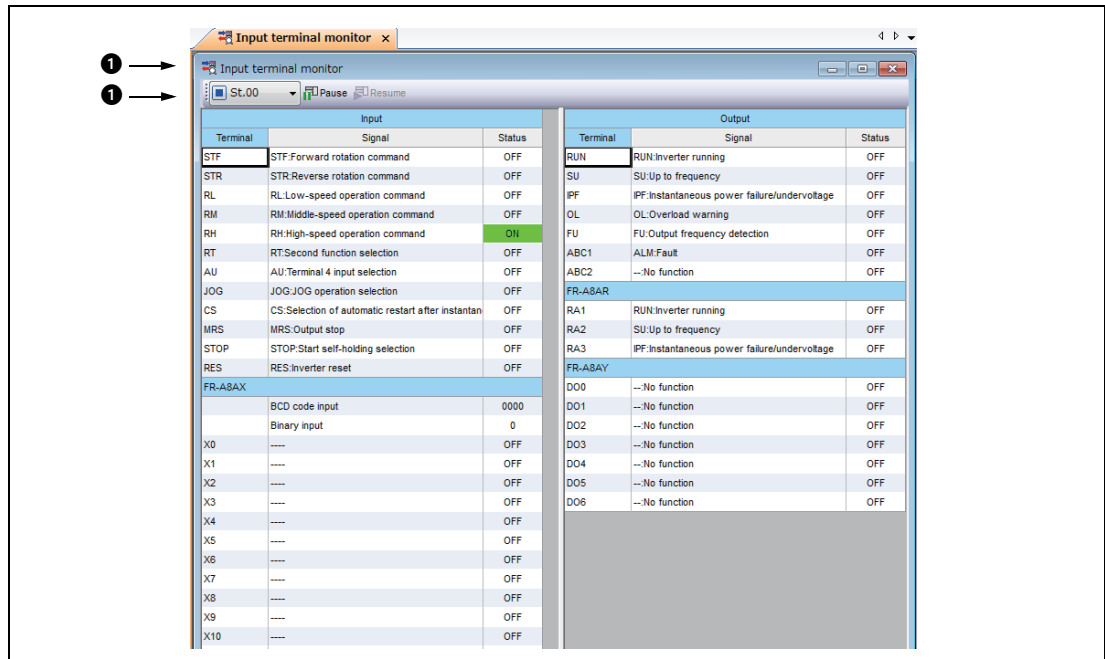 Input terminal monitor x
❶ Input terminal monitor
❶ St.00 Pause Resume
Input
Terminal Signal Status
STF STF:Forward rotation command OFF
STR STR:Reverse rotation command OFF
RL RL:Low-speed operation command OFF
RM RM:Middle-speed operation command OFF
RH RH:High-speed operation command ON
RT RT:Second function selection OFF
AU AU:Terminal 4 input selection OFF
JOG JOG:JOG operation selection OFF
CS CS:Selection of automatic restart after instantan OFF
MRS MRS:Output stop OFF
STOP STOP:Start self-holding selection OFF
RES RES:Inverter reset OFF
FR-A8AX
BCD code input 0000
Binary input 0
X0 ---- OFF
X1 ---- OFF
X2 ---- OFF
X3 ---- OFF
X4 ---- OFF
X5 ---- OFF
X6 ---- OFF
X7 ---- OFF
X8 ---- OFF
X9 ---- OFF
X10 ---- OFF
Output
Terminal Signal Status
RUN RUN:Inverter running OFF
SU SU:Up to frequency OFF
IPF IPF:Instantaneous power failure/undervoltage OFF
OL OL:Overload warning OFF
FU FU:Output frequency detection OFF
ABC1 ALM:Fault OFF
ABC2 --:No function OFF
FR-A8AR
RA1 RUN:Inverter running OFF
RA2 SU:Up to frequency OFF
RA3 IPF:Instantaneous power failure/undervoltage OFF
FR-A8AY
DO0 --:No function OFF
DO1 --:No function OFF
DO2 --:No function OFF
DO3 --:No function OFF
DO4 --:No function OFF
DO5 --:No function OFF
DO6 --:No function OFF